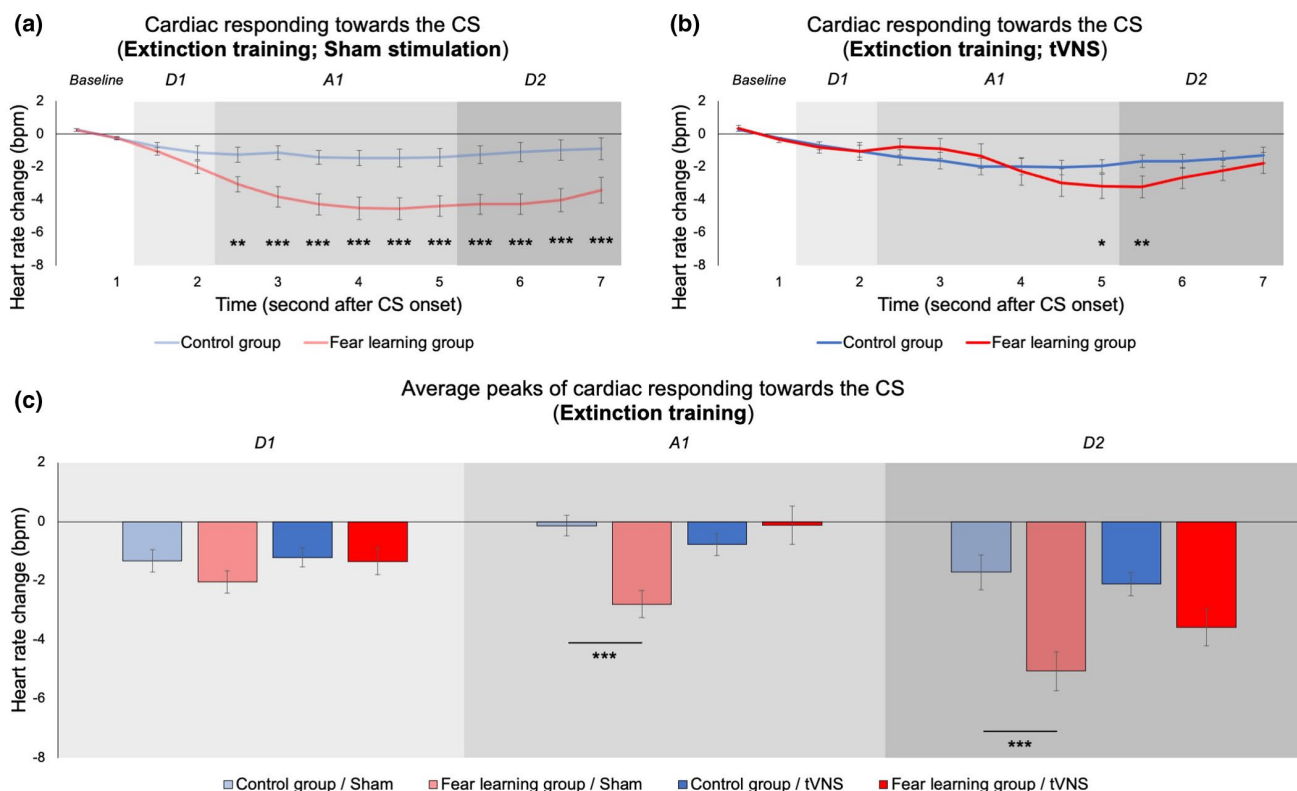 (a)
Cardiac responding towards the CS
(Extinction training; Sham stimulation)
Baseline D1 A1 D2
Heart rate change (bpm)
2
0
-2
-4
-6
-8
** *** *** *** *** *** *** *** *** ***
1 2 3 4 5 6 7
Time (second after CS onset)
Control group Fear learning group
(b)
Cardiac responding towards the CS
(Extinction training; tVNS)
Baseline D1 A1 D2
Heart rate change (bpm)
2
0
-2
-4
-6
-8
* **
1 2 3 4 5 6 7
Time (second after CS onset)
Control group Fear learning group
(c)
Average peaks of cardiac responding towards the CS
(Extinction training)
D1 A1 D2
Heart rate change (bpm)
2
0
-2
-4
-6
-8
***
***
Control group / Sham Fear learning group / Sham Control group / tVNS Fear learning group / tVNS